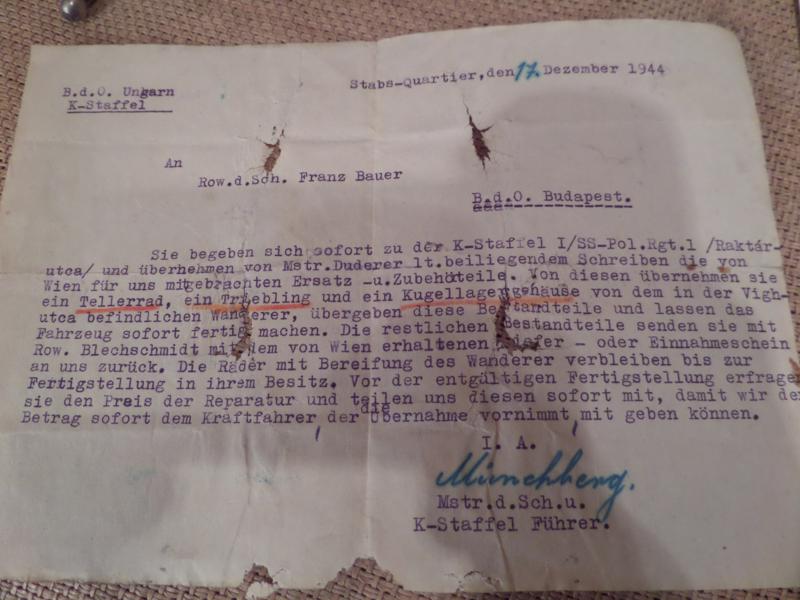 B.d.O. Ungarn
K-Staffel
Stabs-Quartier, den 17. Dezember 1944
An
Row.d.Sch. Franz Bauer
B.d.O. Budapest.
Sie begeben sich sofort zu der K-Staffel I/SS-Pol.Rgt.1 /Raktár-
utca/ und übernehmen von Mstr.Duderer lt.beiliegendem Schreiben die von
Wien für uns mitgebrachten Ersatz -u.Zubehöteile. Von diesen übernehmen sie
ein Tellerrad, ein Triebling und ein Kugellagergehäuse von dem in der Vigh-
utca befindlichen Wanderer, übergeben diese Bestandteile und lassen das
Fahrzeug sofort fertig machen. Die restlichen Bestandteile senden sie mit
Row. Blechschmidt mit dem von Wien erhaltenen - oder Einnahmeschein
an uns zurück. Die Räder mit Bereifung des Wanderer verbleiben bis zur
Fertigstellung in ihrem Besitz. Vor der entgültigen Fertigstellung erfragen
sie den Preis der Reparatur und teilen uns diesen sofort mit, damit wir de
Betrag sofort dem Kraftfahrer der die Übernahme vornimmt mit geben können.
I. A.
Münchberg.
Mstr.d.Sch.u.
K-Staffel Führer.